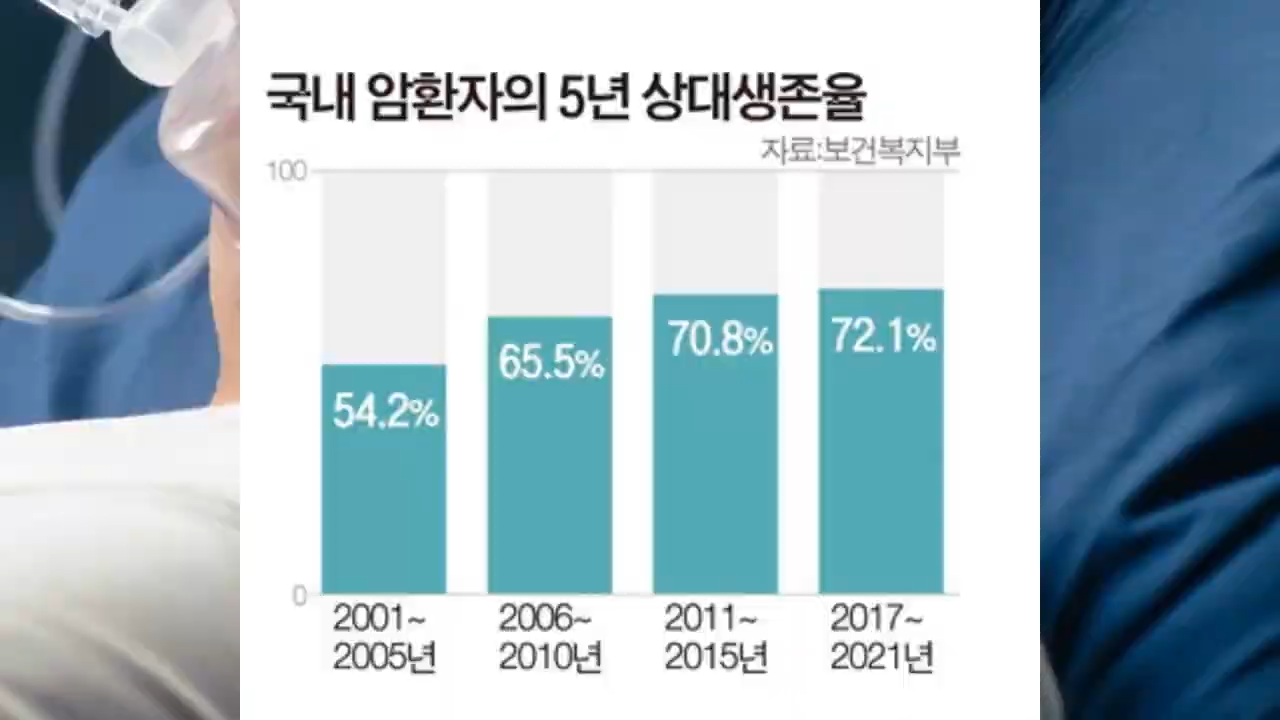 국내 암환자의 5년 상대생존율
자료:보건복지부
100
54.2%
65.5%
70.8%
72.1%
0
2001~
2005년
2006~
2010년
2011~
2015년
2017~
2021년